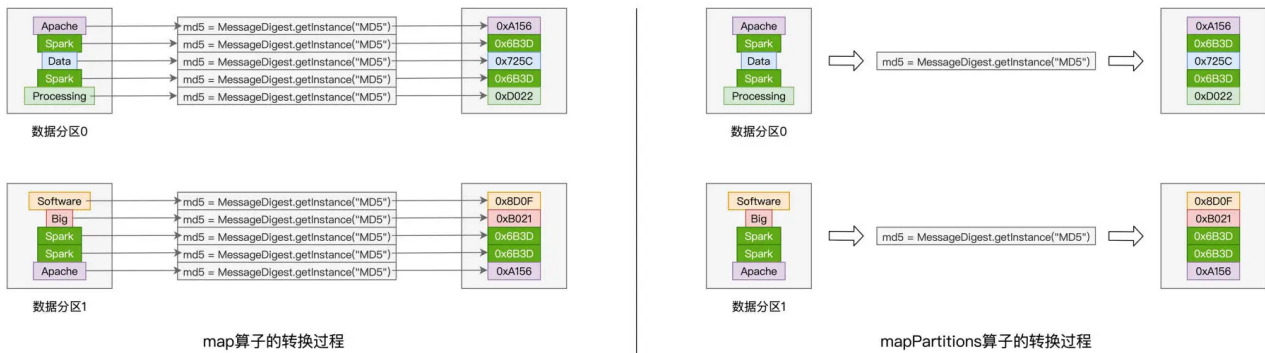 Apache md5 = MessageDigest.getInstance("MD5") 0xA156
Spark md5 = MessageDigest.getInstance("MD5") 0x6B3D
Data md5 = MessageDigest.getInstance("MD5") 0x725C
Spark md5 = MessageDigest.getInstance("MD5") 0x6B3D
Processing md5 = MessageDigest.getInstance("MD5") 0xD022
数据分区0
Software md5 = MessageDigest.getInstance("MD5") 0x8D0F
Big md5 = MessageDigest.getInstance("MD5") 0xB021
Spark md5 = MessageDigest.getInstance("MD5") 0x6B3D
Spark md5 = MessageDigest.getInstance("MD5") 0x6B3D
Apache md5 = MessageDigest.getInstance("MD5") 0xA156
数据分区1
map算子的转换过程
Apache 0xA156
Spark 0x6B3D
Data md5 = MessageDigest.getInstance("MD5") 0x725C
Spark 0x6B3D
Processing 0xD022
数据分区0
Software 0x8D0F
Big 0xB021
Spark md5 = MessageDigest.getInstance("MD5") 0x6B3D
Spark 0x6B3D
Apache 0xA156
数据分区1
mapPartitions算子的转换过程